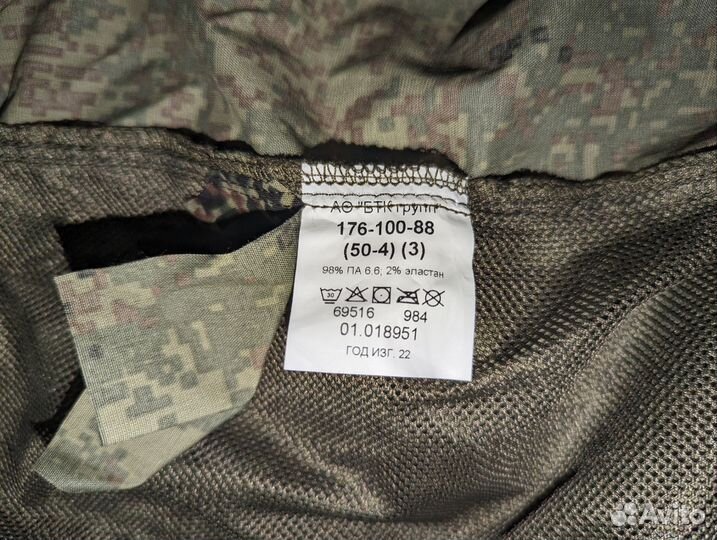 АО "БТК групп"
176-100-88
(50-4) (3)
98% ПА 6.6, 2% эластан
30
69516 984
01.018951
ГОД ИЗГ. 22
Avito